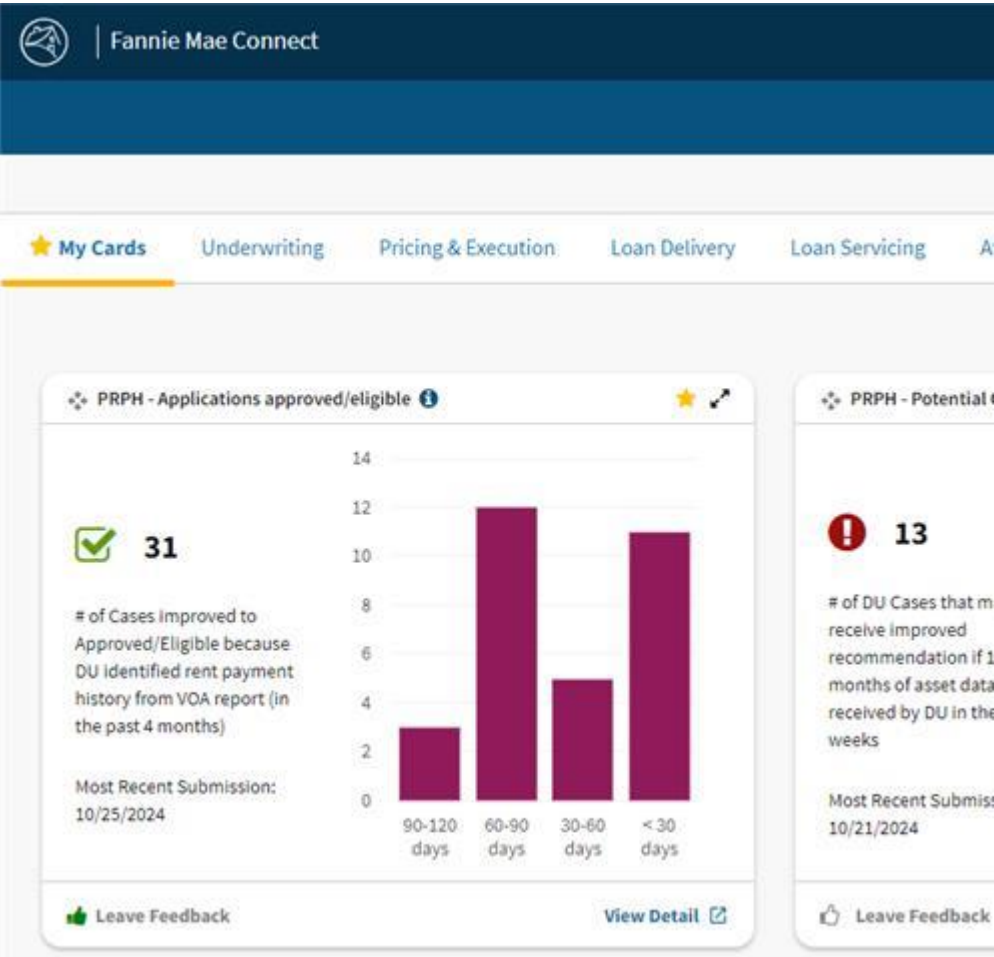 Fannie Mae Connect
My Cards
Underwriting
Pricing & Execution
Loan Delivery
Loan Servicing
PRPH - Applications approved/eligible
31
# of Cases improved to
Approved/Eligible because
DU identified rent payment
history from VOA report (in
the past 4 months)
Most Recent Submission:
10/25/2024
14
12
10
8
6
4
2
0
90-120
days
60-90
days
30-60
days
< 30
days
Leave Feedback
View Detail
PRPH - Potential
13
# of DU Cases that
receive improved
recommendation if
months of asset data
received by DU in the
weeks
Most Recent
10/21/2024
Leave Feedback